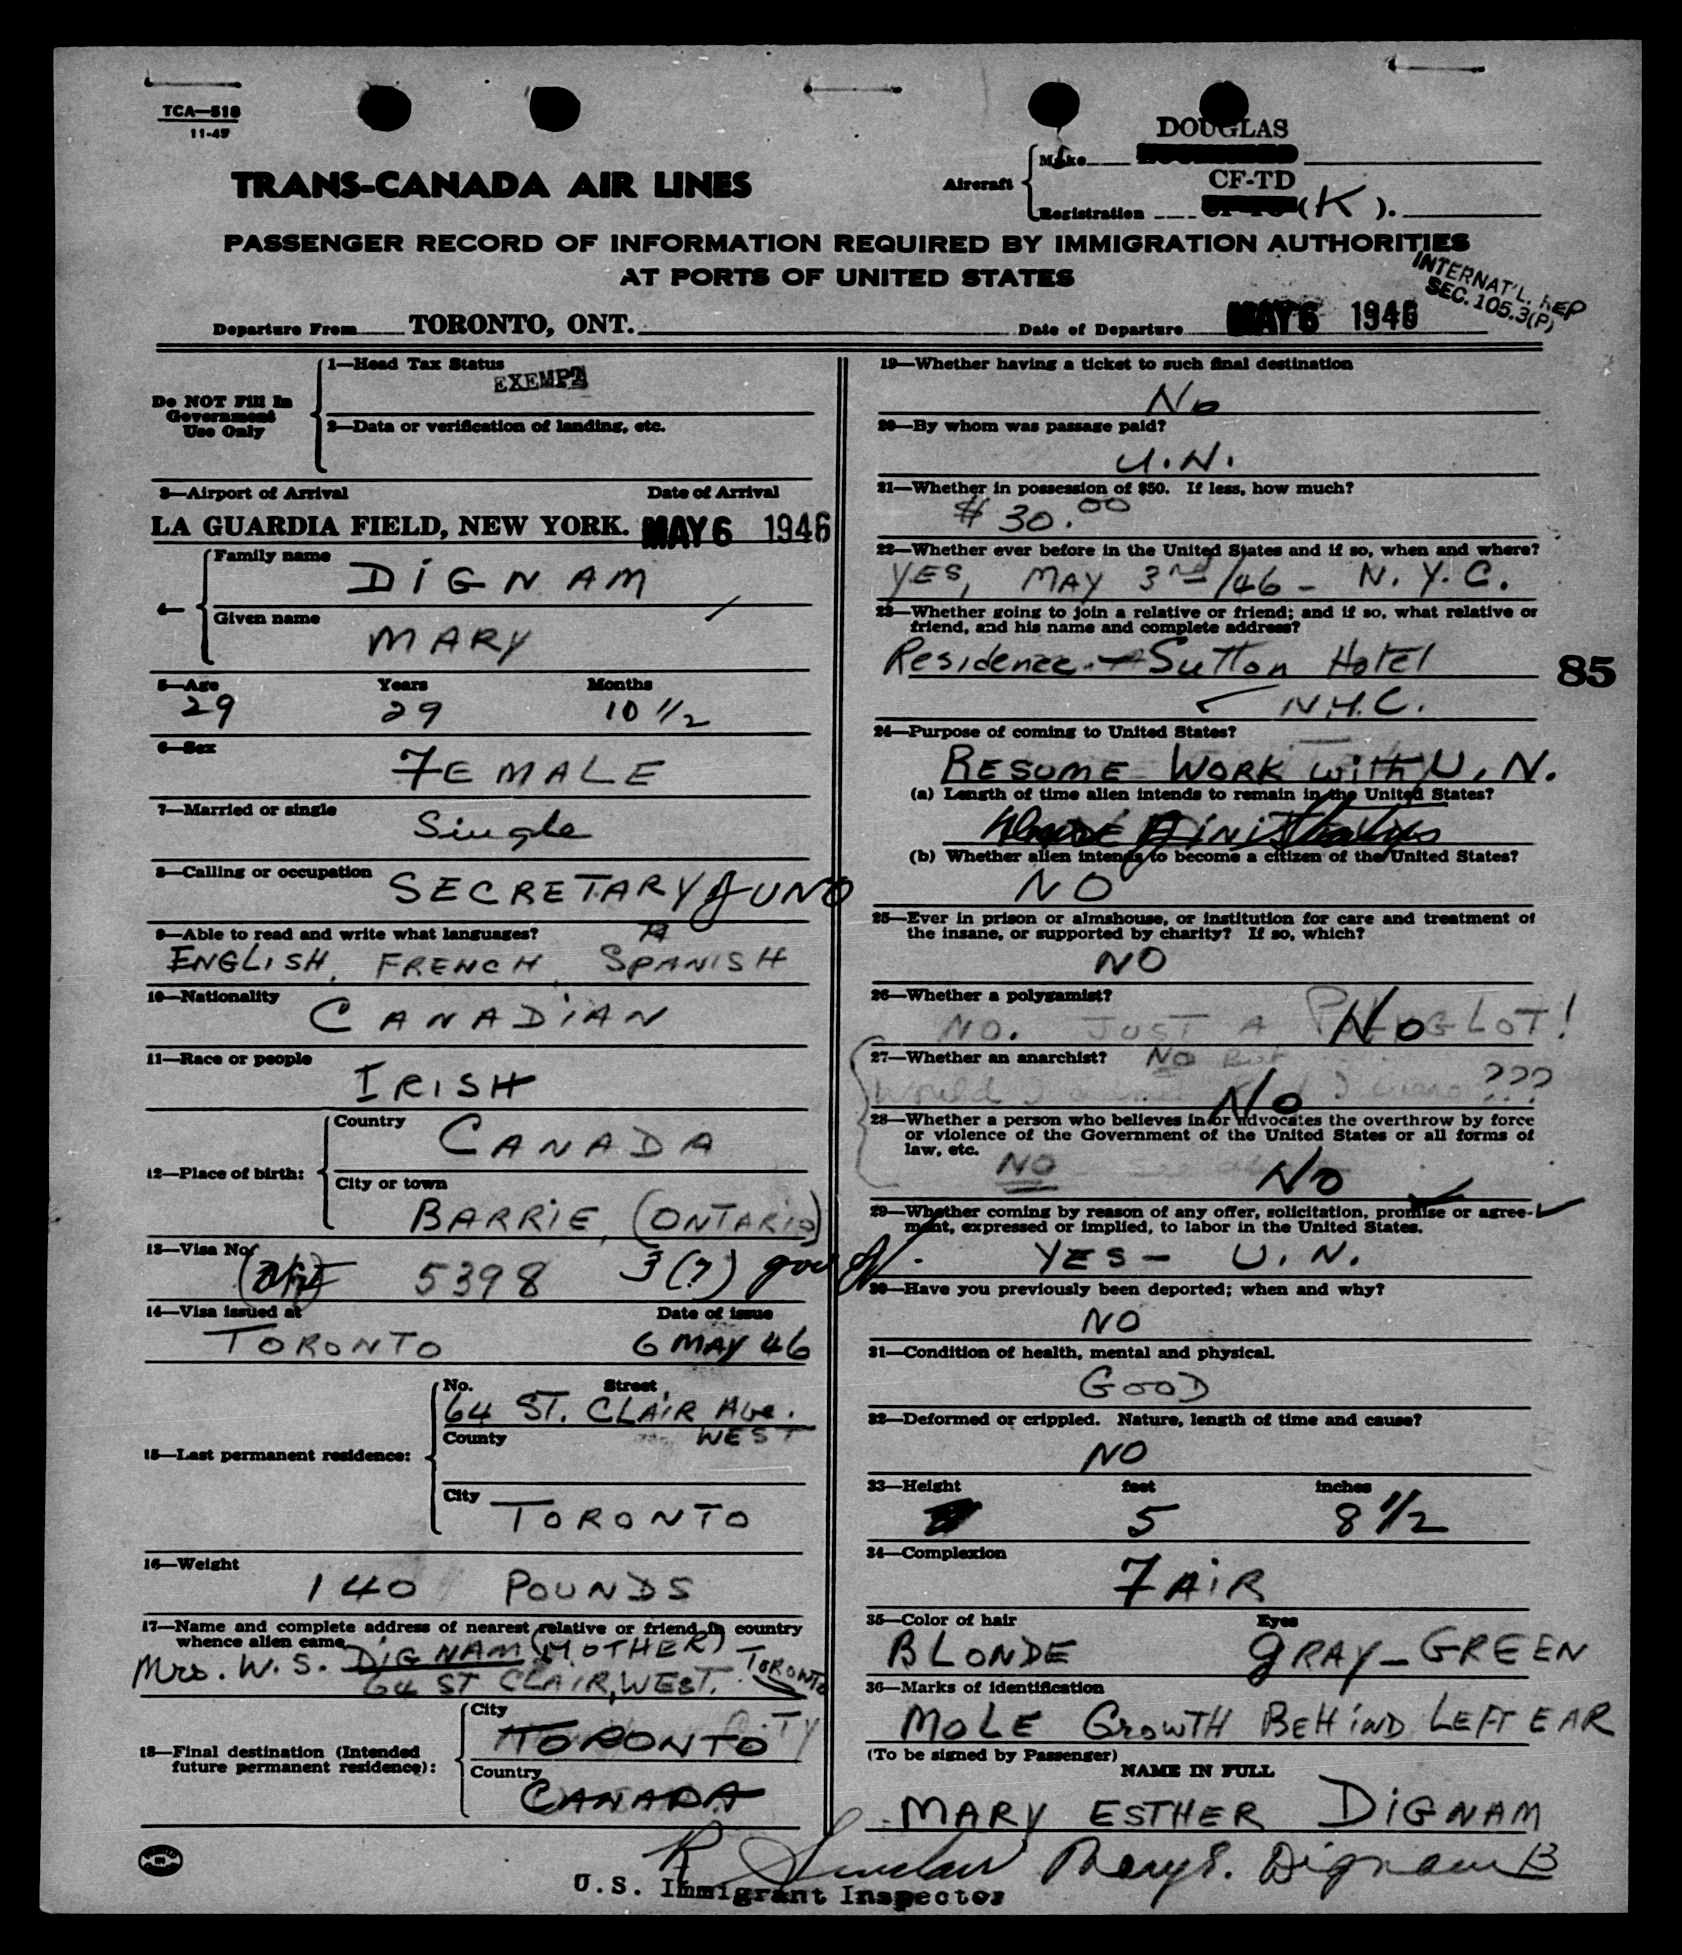 TCA—518
11-45
DOUGLAS
Aircraft
Make
TRANS-CANADA AIR LINES
CF-TD
Registration (K).
PASSENGER RECORD OF INFORMATION REQUIRED BY IMMIGRATION AUTHORITIES
AT PORTS OF UNITED STATES
INTERNAT'L. REP
SEC. 105.3(P)
Departure From TORONTO, ONT. Date of Departure MAY 6 1946
Do NOT Fill In
Government
Use Only
1—Head Tax Status
EXEMPT
2—Data or verification of landing, etc.
3—Airport of Arrival Date of Arrival
LA GUARDIA FIELD, NEW YORK. MAY 6 1946
4—
Family name
DIGNAM
Given name
MARY
5—Age Years Months
29 29 10 1/2
6—Sex
FEMALE
7—Married or single
Single
8—Calling or occupation
SECRETARY of UNO
9—Able to read and write what languages?
ENGLISH, FRENCH, SPANISH
10—Nationality
CANADIAN
11—Race or people
IRISH
12—Place of birth:
Country
CANADA
City or town
BARRIE, (ONTARIO)
13—Visa No.
5398 3(7) gov
14—Visa issued at Date of issue
TORONTO 6 MAY 46
15—Last permanent residence:
No. Street
64 ST. CLAIR Ave.
WEST
County
City
TORONTO
16—Weight
140 POUNDS
17—Name and complete address of nearest relative or friend in country
whence alien came
Mrs. W. S. DIGNAM (MOTHER)
64 ST CLAIR, WEST. TORONTO
18—Final destination (Intended
future permanent residence):
City
TORONTO
Country
CANADA
19—Whether having a ticket to such final destination
No
20—By whom was passage paid?
U.N.
21—Whether in possession of $50. If less, how much?
$30.00
22—Whether ever before in the United States and if so, when and where?
YES, MAY 3rd/46 - N.Y.C.
23—Whether going to join a relative or friend; and if so, what relative or
friend, and his name and complete address?
Residence - Sutton Hotel
N.Y.C.
85
24—Purpose of coming to United States?
RESUME WORK with U.N.
(a) Length of time alien intends to remain in the United States?
(b) Whether alien intends to become a citizen of the United States?
NO
25—Ever in prison or almshouse, or institution for care and treatment of
the insane, or supported by charity? If so, which?
NO
26—Whether a polygamist?
NO. JUST A POLYGLOT! No
27—Whether an anarchist? NO But
Would I I were ??? No
28—Whether a person who believes in or advocates the overthrow by force
or violence of the Government of the United States or all forms of
law, etc.
NO No
29—Whether coming by reason of any offer, solicitation, promise or agree-
ment, expressed or implied, to labor in the United States.
YES - U.N.
30—Have you previously been deported; when and why?
NO
31—Condition of health, mental and physical.
GOOD
32—Deformed or crippled. Nature, length of time and cause?
NO
33—Height feet inches
5 8 1/2
34—Complexion
FAIR
35—Color of hair Eyes
BLONDE GRAY-GREEN
36—Marks of identification
MOLE GROWTH BEHIND LEFT EAR
(To be signed by Passenger)
NAME IN FULL
MARY ESTHER DIGNAM
R Sinclair Mary E. Dignam B
U.S. Immigrant Inspector